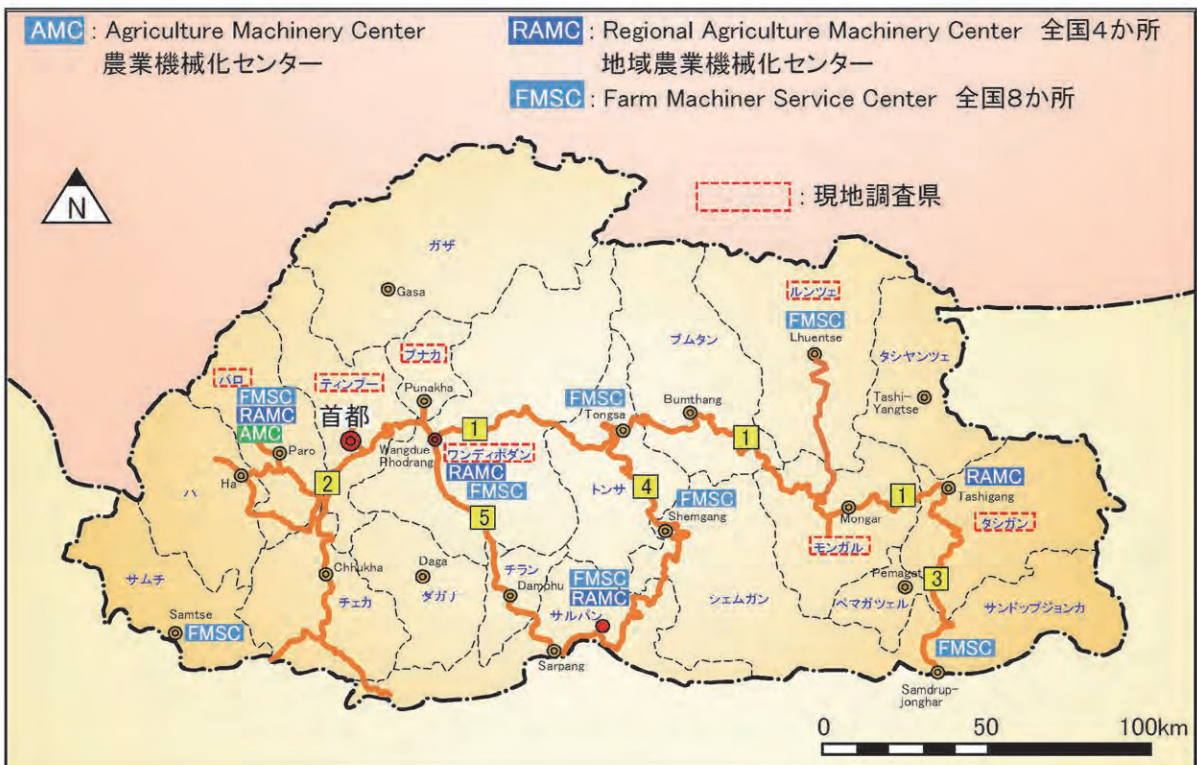 AMC : Agriculture Machinery Center
農業機械化センター
RAMC : Regional Agriculture Machinery Center 全国4か所
地域農業機械化センター
FMSC : Farm Machiner Service Center 全国8か所
N
: 現地調査県
ガザ
Gasa
ルンツェ
FMSC
Lhuentse
ブムタン
タシヤンツェ
プナカ
Punakha
パロ
FMSC
RAMC
AMC
Paro
ティンプー
首都
FMSC
Tongsa
Bumthang
Tashi-
Yangtse
1
1
Wangdue
Phodrang
ワンディポダン
RAMC
FMSC
Ha
ハ
2
トンサ
4
FMSC
Shemgang
1
RAMC
Tashigang
Mongar
モンガル
タシガン
5
Chhukha
チェカ
Daga
ダガナ
チラン
Damphu
FMSC
RAMC
サルパン
シェムガン
Pemagat
3
ペマガツェル
サンドップジョンカ
サムチ
Samtse
FMSC
Sarpang
FMSC
Samdrup-
jonghar
0 50 100km